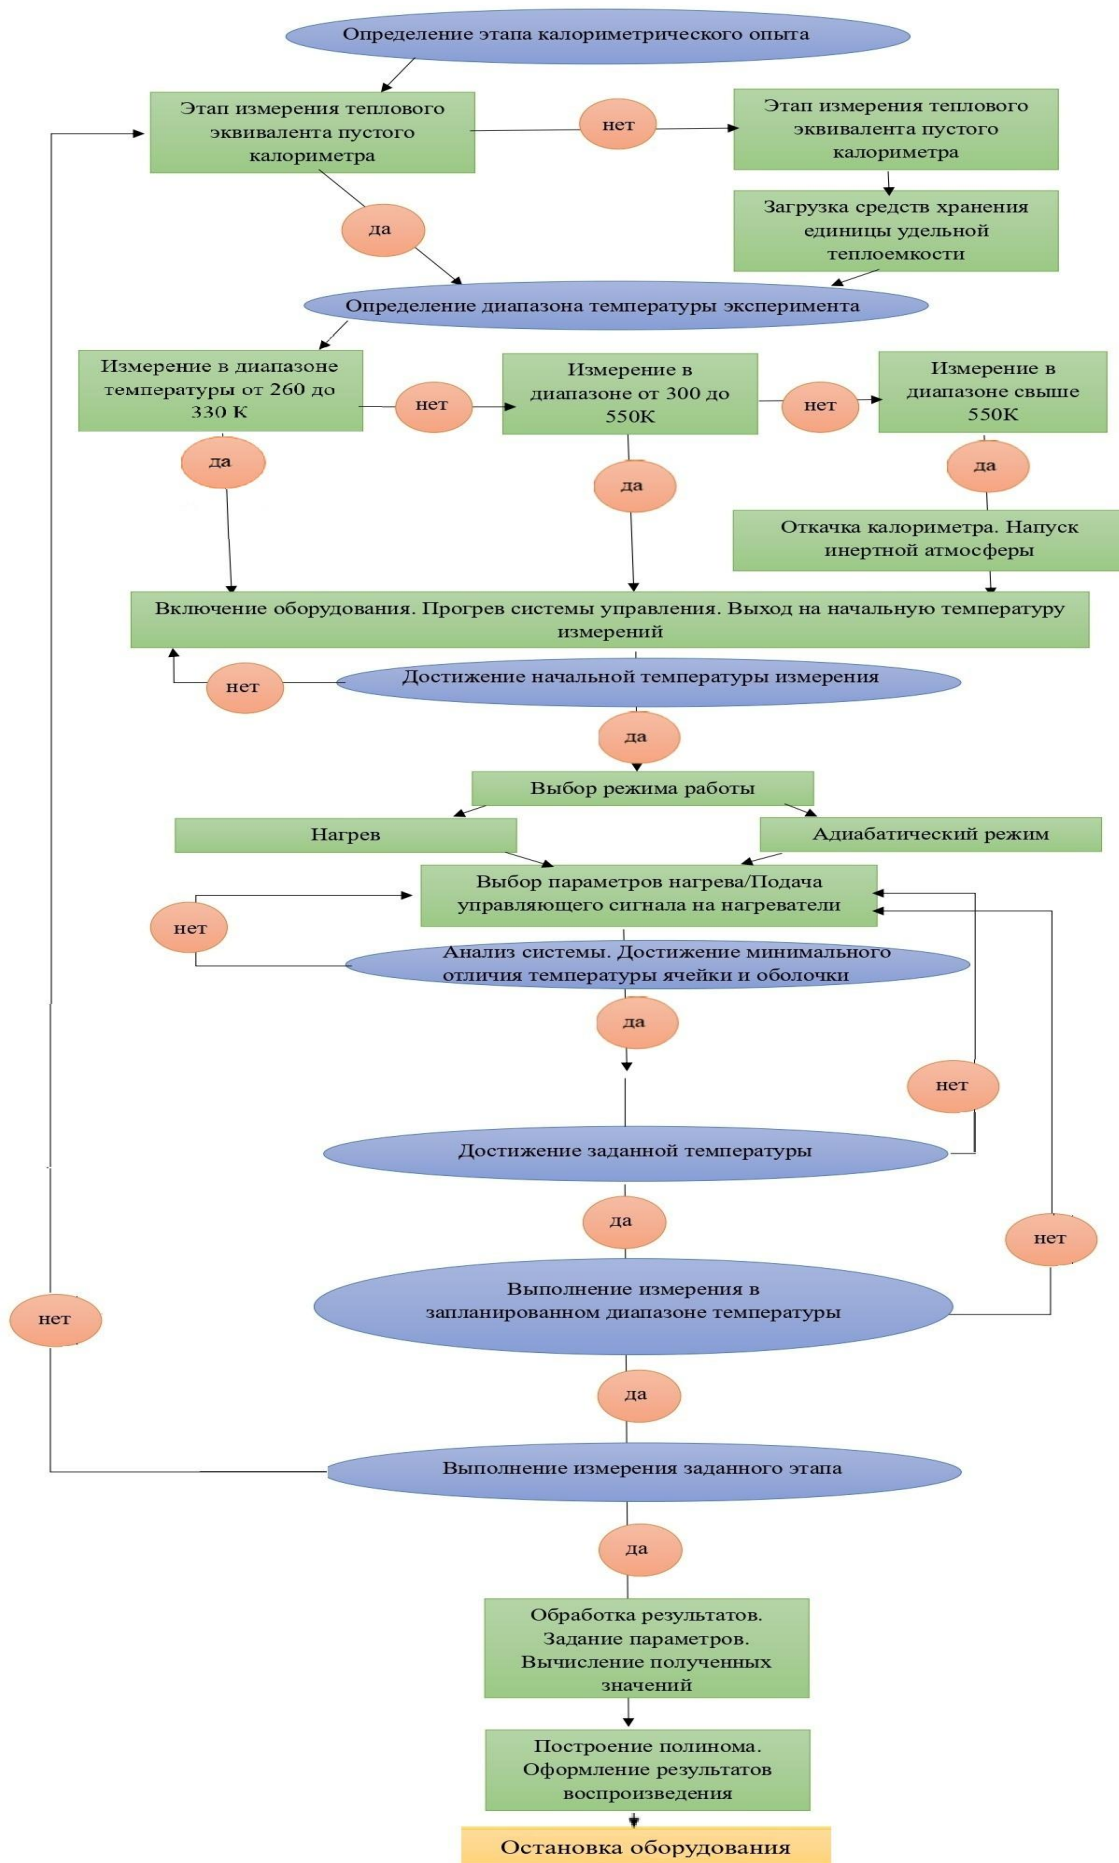 Определение этапа калориметрического опыта
Этап измерения теплового
эквивалента пустого
калориметра
нет
Этап измерения теплового
эквивалента пустого
калориметра
да
Загрузка средств хранения
единицы удельной
теплоемкости
Определение диапазона температуры эксперимента
Измерение в диапазоне
температуры от 260 до
330 К
нет
Измерение в
диапазоне от 300 до
550К
нет
Измерение в
диапазоне свыше
550К
да
да
да
Откачка калориметра. Напуск
инертной атмосферы
Включение оборудования. Прогрев системы управления. Выход на начальную температуру
измерений
нет
Достижение начальной температуры измерения
да
Выбор режима работы
Нагрев
Адиабатический режим
Выбор параметров нагрева/Подача
управляющего сигнала на нагреватели
нет
Анализ системы. Достижение минимального
отличия температуры ячейки и оболочки
да
нет
Достижение заданной температуры
да
нет
Выполнение измерения в
запланированном диапазоне температуры
нет
да
Выполнение измерения заданного этапа
да
Обработка результатов.
Задание параметров.
Вычисление полученных
значений
Построение полинома.
Оформление результатов
воспроизведения
Остановка оборудования